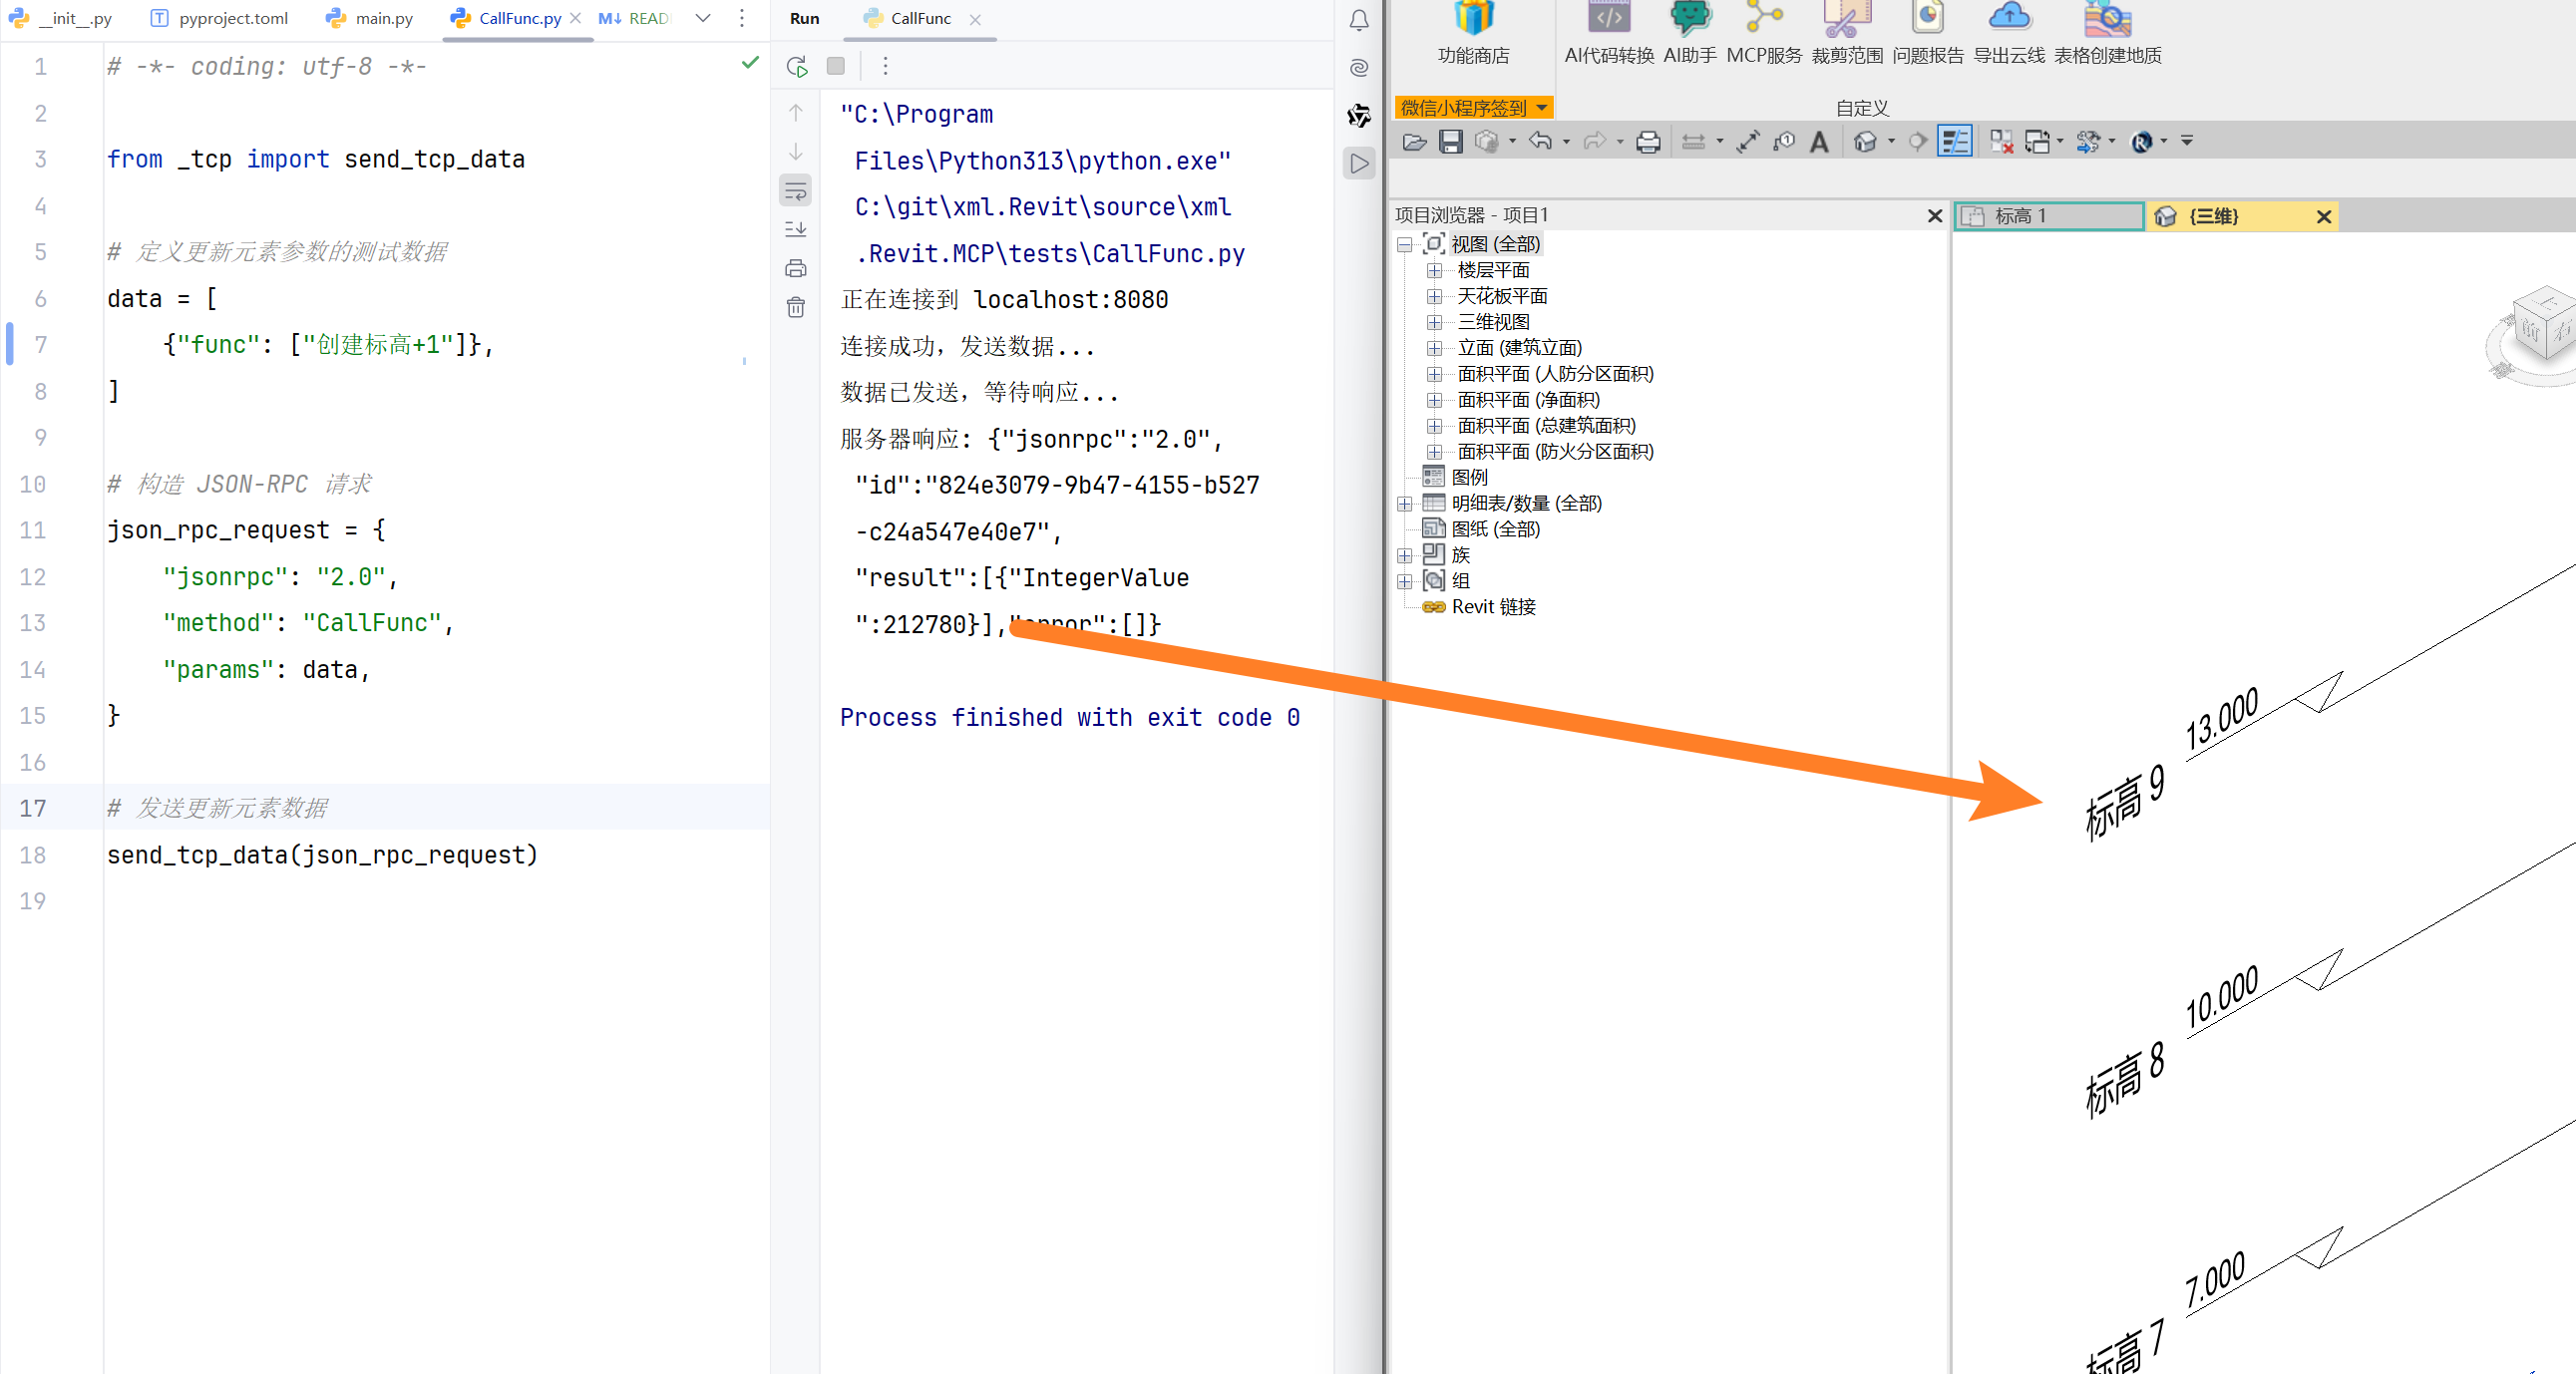 __init__.py
pyproject.toml
main.py
CallFunc.py
READ
1 # -*- coding: utf-8 -*-
2
3 from _tcp import send_tcp_data
4
5 # 定义更新元素参数的测试数据
6 data = [
7 {"func": ["创建标高+1"]},
8 ]
9
10 # 构造 JSON-RPC 请求
11 json_rpc_request = {
12 "jsonrpc": "2.0",
13 "method": "CallFunc",
14 "params": data,
15 }
16
17 # 发送更新元素数据
18 send_tcp_data(json_rpc_request)
19
Run
CallFunc
"C:\Program
Files\Python313\python.exe"
C:\git\xml.Revit\source\xml
.Revit.MCP\tests\CallFunc.py
正在连接到 localhost:8080
连接成功，发送数据...
数据已发送，等待响应...
服务器响应: {"jsonrpc":"2.0",
"id":"824e3079-9b47-4155-b527
-c24a547e40e7",
"result":[{"IntegerValue
":212780}],"error":[]}
Process finished with exit code 0
功能商店
AI代码转换
AI助手
MCP服务
裁剪范围
问题报告
导出云线
表格创建地质
微信小程序签到
自定义
项目浏览器 - 项目1
视图 (全部)
楼层平面
天花板平面
三维视图
立面 (建筑立面)
面积平面 (人防分区面积)
面积平面 (净面积)
面积平面 (总建筑面积)
面积平面 (防火分区面积)
图例
明细表/数量 (全部)
图纸 (全部)
族
组
Revit 链接
标高 1
{三维}
上
前
右
13.000
标高 9
10.000
标高 8
7.000
标高 7